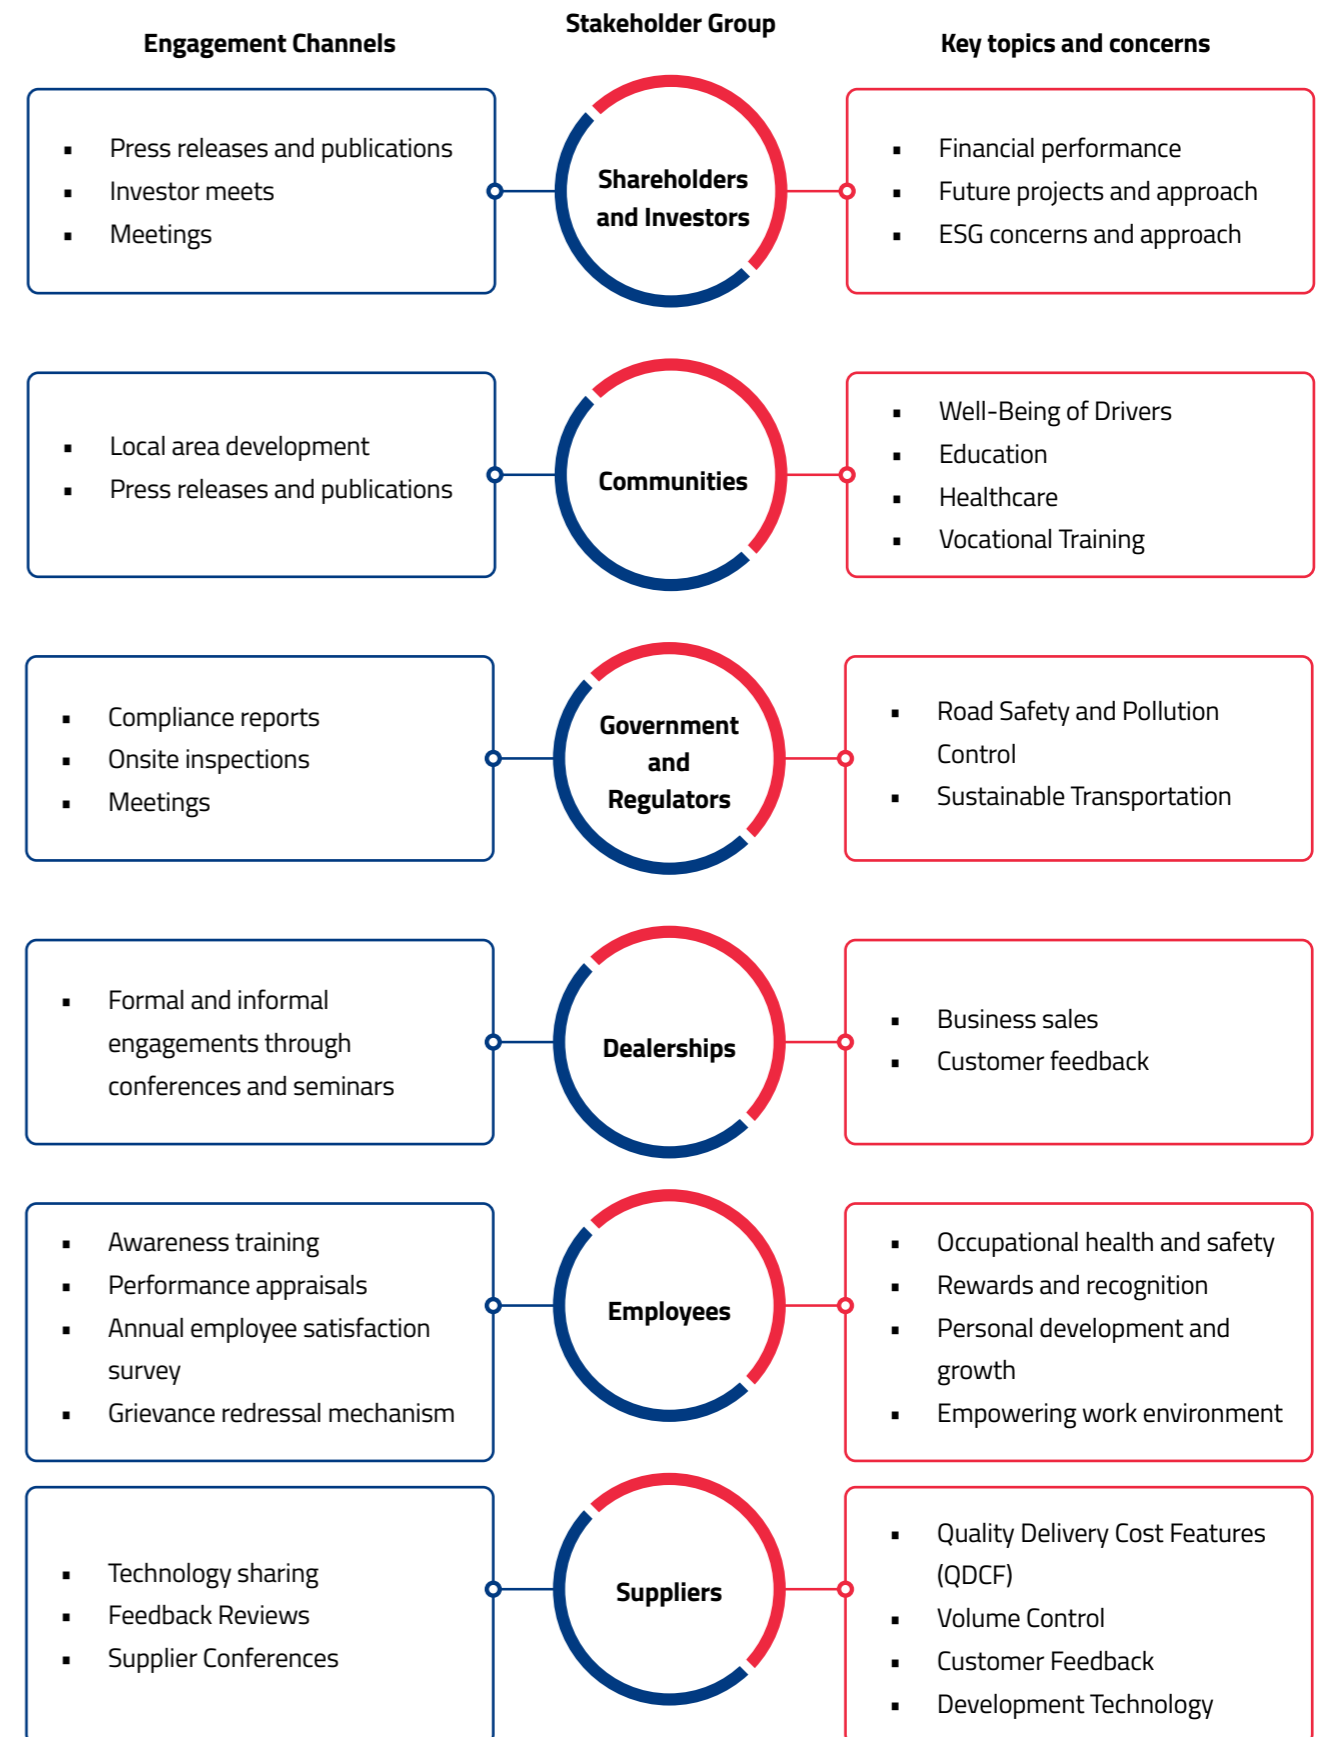 Engagement Channels
Stakeholder Group
Key topics and concerns
▪ Press releases and publications
▪ Investor meets
▪ Meetings
Shareholders
and Investors
▪ Financial performance
▪ Future projects and approach
▪ ESG concerns and approach
▪ Local area development
▪ Press releases and publications
Communities
▪ Well-Being of Drivers
▪ Education
▪ Healthcare
▪ Vocational Training
▪ Compliance reports
▪ Onsite inspections
▪ Meetings
Government
and
Regulators
▪ Road Safety and Pollution
Control
▪ Sustainable Transportation
▪ Formal and informal
engagements through
conferences and seminars
Dealerships
▪ Business sales
▪ Customer feedback
▪ Awareness training
▪ Performance appraisals
▪ Annual employee satisfaction
survey
▪ Grievance redressal mechanism
Employees
▪ Occupational health and safety
▪ Rewards and recognition
▪ Personal development and
growth
▪ Empowering work environment
▪ Technology sharing
▪ Feedback Reviews
▪ Supplier Conferences
Suppliers
▪ Quality Delivery Cost Features
(QDCF)
▪ Volume Control
▪ Customer Feedback
▪ Development Technology